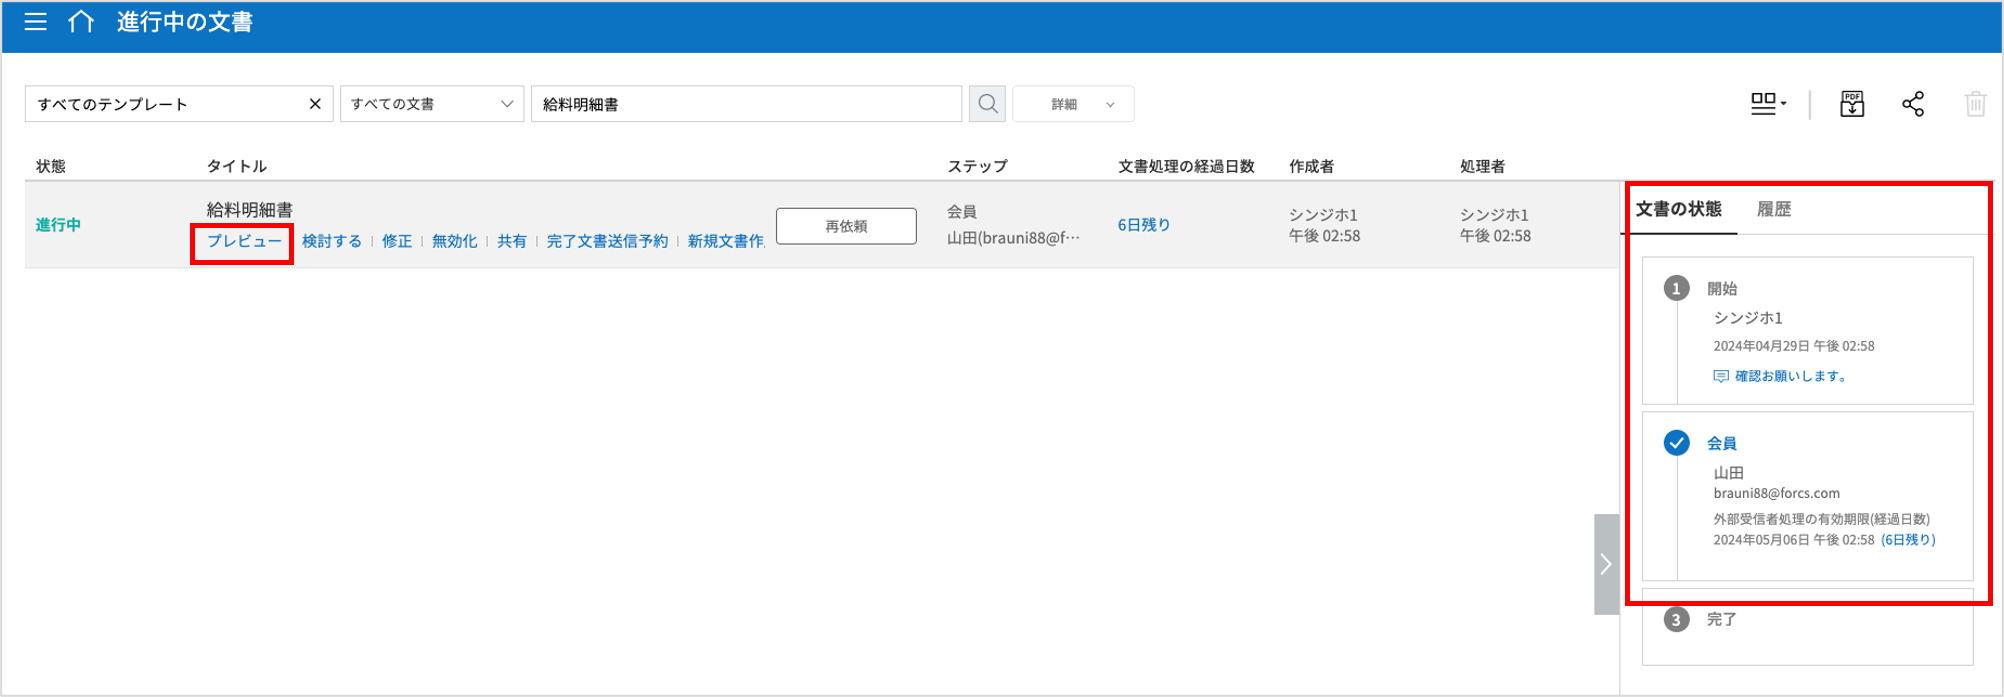 進行中の文書
すべてのテンプレート
すべての文書
給料明細書
詳細
PDF
状態 タイトル ステップ 文書処理の経過日数 作成者 処理者
進行中
給料明細書
プレビュー 検討する 修正 無効化 共有 完了文書送信予約 新規文書作
再依頼
会員
山田(brauni88@f…
6日残り
シンジホ1
午後 02:58
シンジホ1
午後 02:58
文書の状態 履歴
1 開始
シンジホ1
2024年04月29日 午後 02:58
確認お願いします。
会員
山田
brauni88@forcs.com
外部受信者処理の有効期限(経過日数)
2024年05月06日 午後 02:58 (6日残り)
3 完了